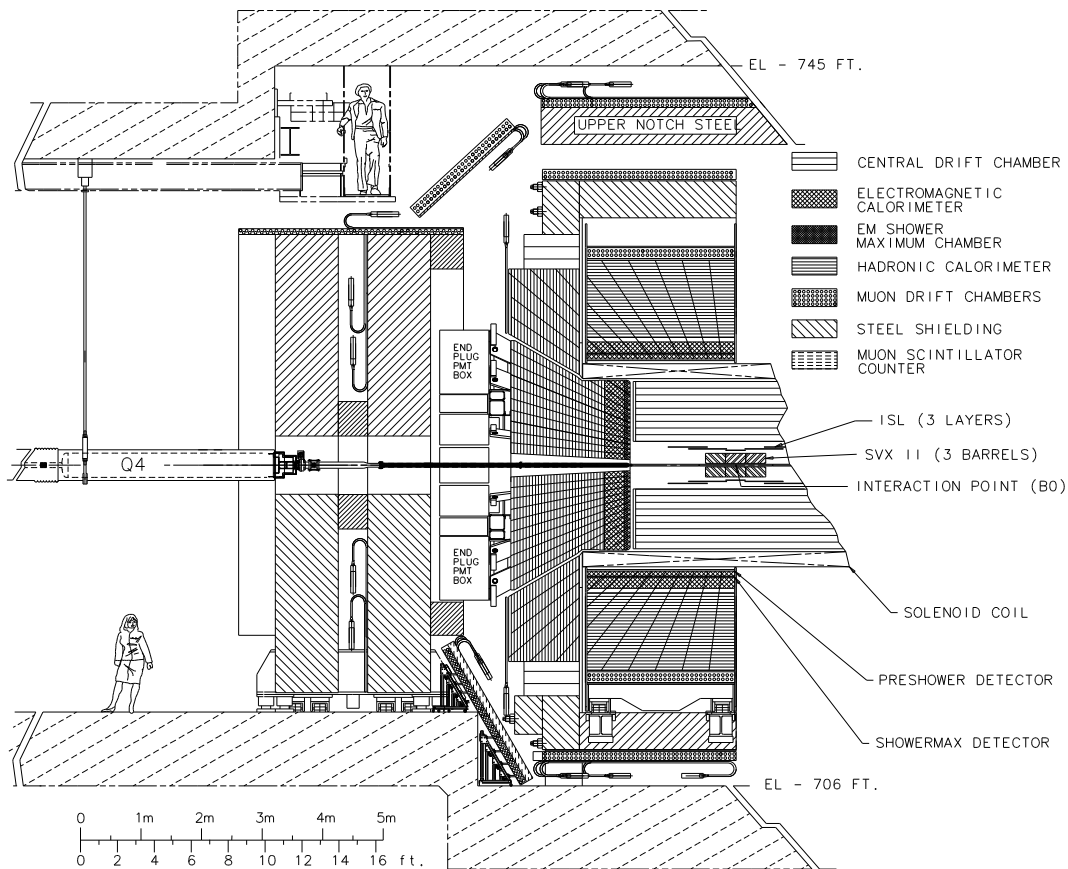 EL - 745 FT.
UPPER NOTCH STEEL
CENTRAL DRIFT CHAMBER
ELECTROMAGNETIC
CALORIMETER
EM SHOWER
MAXIMUM CHAMBER
HADRONIC CALORIMETER
MUON DRIFT CHAMBERS
STEEL SHIELDING
MUON SCINTILLATOR
COUNTER
END
PLUG
PMT
BOX
ISL (3 LAYERS)
Q4
SVX II (3 BARRELS)
INTERACTION POINT (B0)
END
PLUG
PMT
BOX
SOLENOID COIL
PRESHOWER DETECTOR
SHOWERMAX DETECTOR
EL - 706 FT.
0 1m 2m 3m 4m 5m
0 2 4 6 8 10 12 14 16 ft.